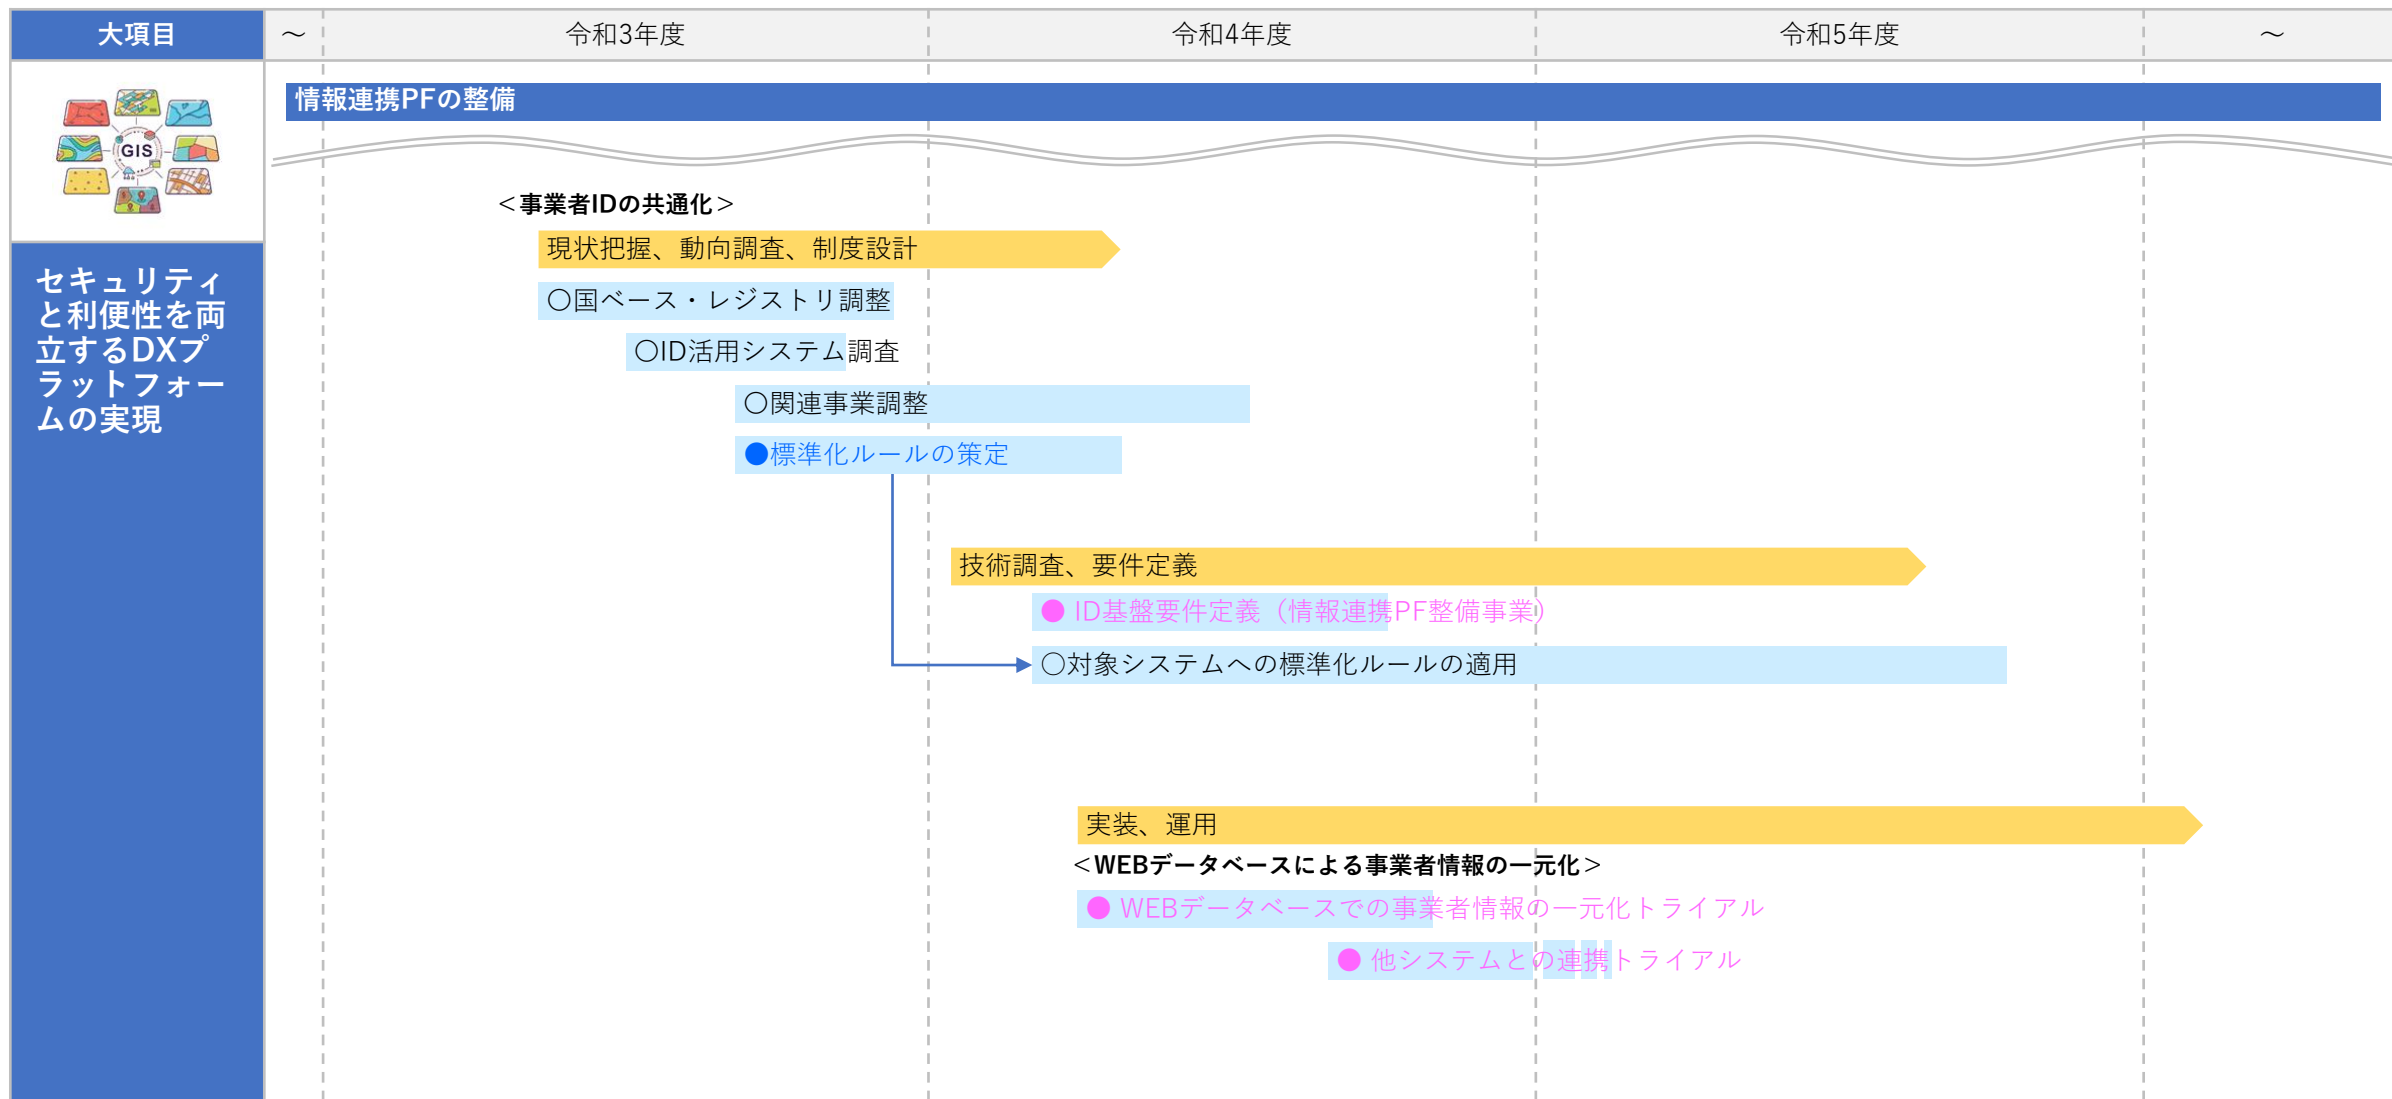 大項目
～
令和3年度
令和4年度
令和5年度
～
GIS
情報連携PFの整備
セキュリティ
と利便性を両
立するDXプ
ラットフォー
ムの実現
＜事業者IDの共通化＞
現状把握、動向調査、制度設計
〇国ベース・レジストリ調整
〇ID活用システム調査
〇関連事業調整
●標準化ルールの策定
技術調査、要件定義
● ID基盤要件定義（情報連携PF整備事業）
〇対象システムへの標準化ルールの適用
実装、運用
＜WEBデータベースによる事業者情報の一元化＞
● WEBデータベースでの事業者情報の一元化トライアル
● 他システムとの連携トライアル